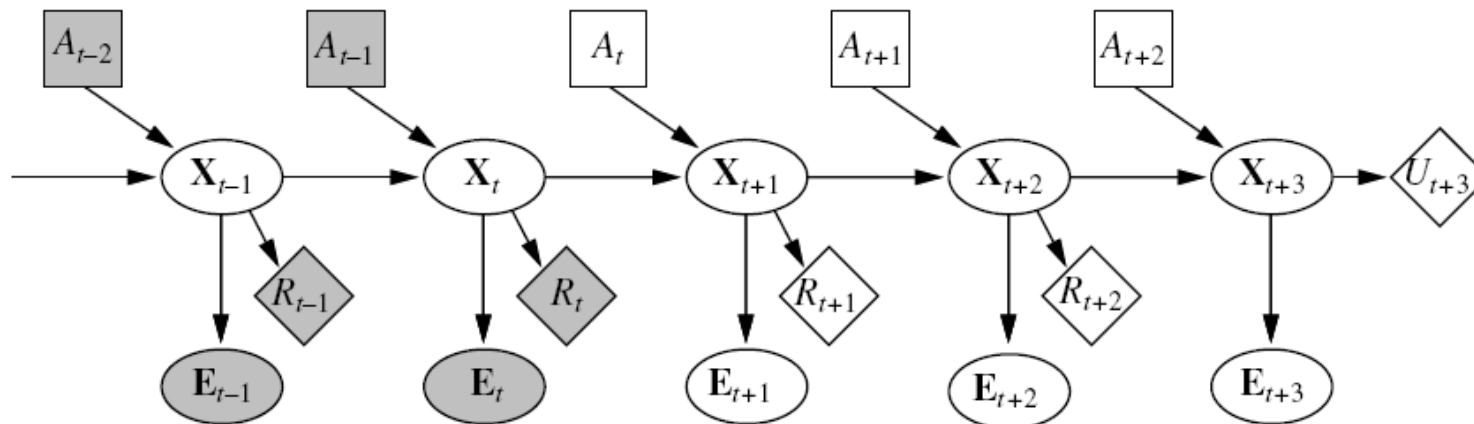 A_{t–2} A_{t–1} A_t A_{t+1} A_{t+2}
X_{t–1} X_t X_{t+1} X_{t+2} X_{t+3} U_{t+3}
R_{t–1} R_t R_{t+1} R_{t+2}
E_{t–1} E_t E_{t+1} E_{t+2} E_{t+3}